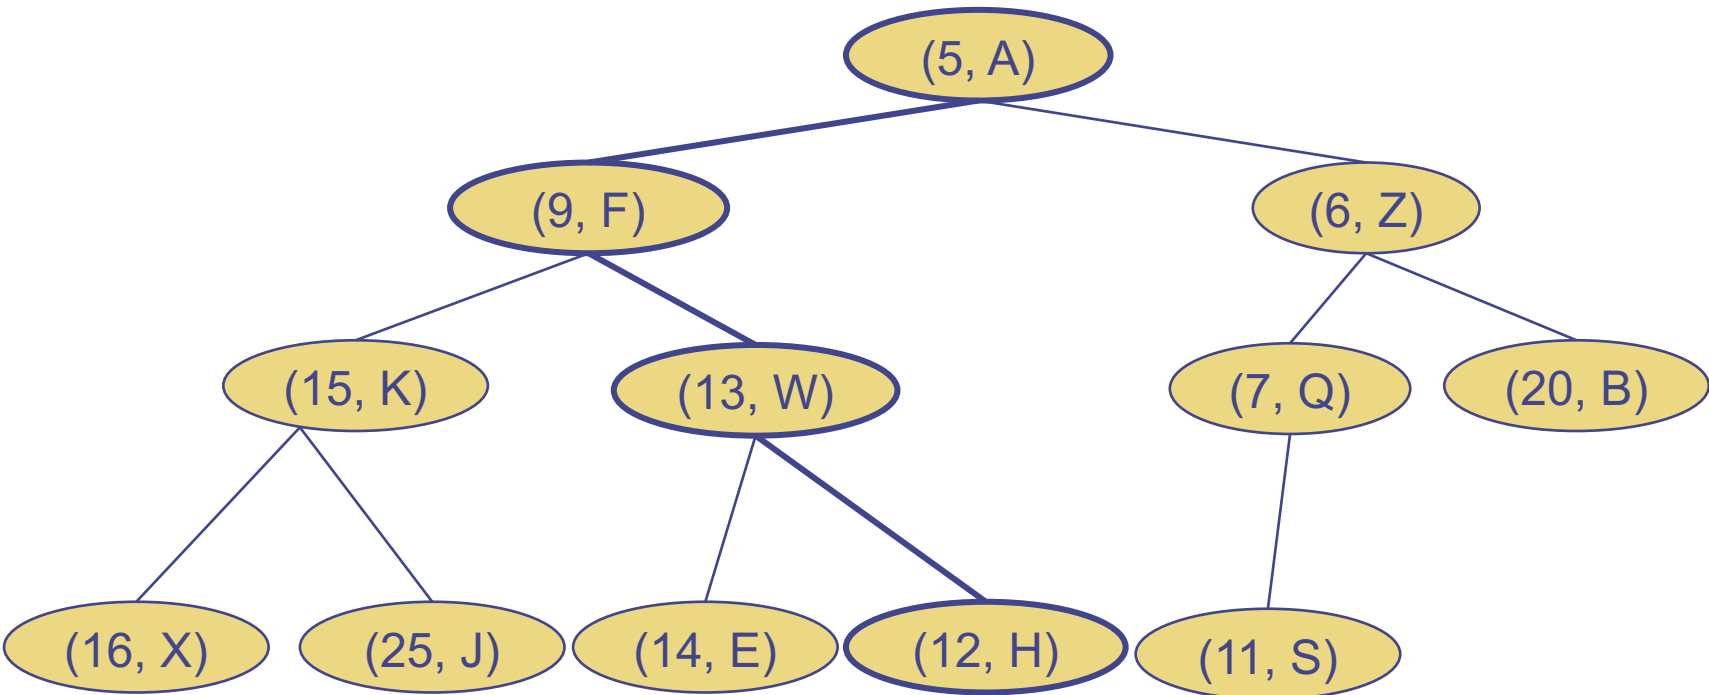 (5, A)
(9, F)
(6, Z)
(15, K)
(13, W)
(7, Q)
(20, B)
(16, X)
(25, J)
(14, E)
(12, H)
(11, S)